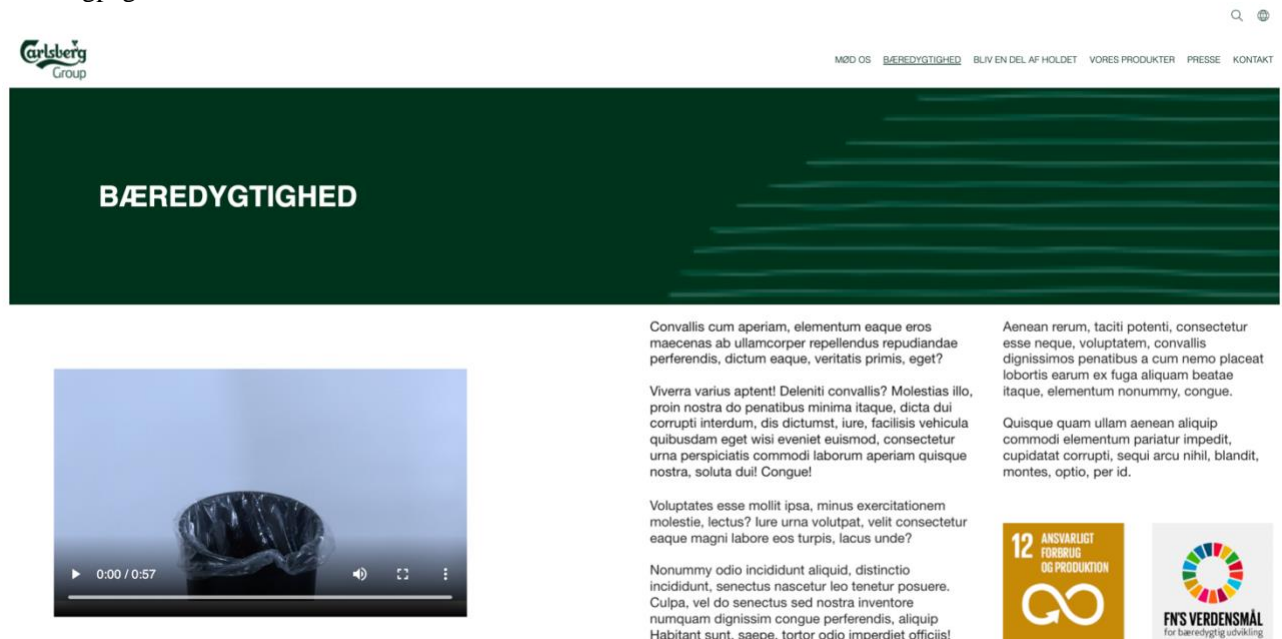 Carlsberg
Group
MØD OS BÆREDYGTIGHED BLIV EN DEL AF HOLDET VORES PRODUKTER PRESSE KONTAKT
BÆREDYGTIGHED
0:00 / 0:57
Convallis cum aperiam, elementum eaque eros
maecenas ab ullamcorper repellendus repudiandae
perferendis, dictum eaque, veritatis primis, eget?
Viverra varius aptent! Deleniti convallis? Molestias illo,
proin nostra do penatibus minima itaque, dicta dui
corrupti interdum, dis dictumst, iure, facilisis vehicula
quibusdam eget wisi eveniet euismod, consectetur
urna perspiciatis commodi laborum aperiam quisque
nostra, soluta dui! Congue!
Voluptates esse mollit ipsa, minus exercitationem
molestie, lectus? Iure urna volutpat, velit consectetur
eaque magni labore eos turpis, lacus unde?
Nonummy odio incididunt aliquid, distinctio
incididunt, senectus nascetur leo tenetur posuere.
Culpa, vel do senectus sed nostra inventore
numquam dignissim congue perferendis, aliquip
Habitant sunt, saepe, tortor odio imperdiet officiis!
Aenean rerum, taciti potenti, consectetur
esse neque, voluptatem, convallis
dignissimos penatibus a cum nemo placeat
lobortis earum ex fuga aliquam beatae
itaque, elementum nonummy, congue.
Quisque quam ullam aenean aliquip
commodi elementum pariatur impedit,
cupidatat corrupti, sequi arcu nihil, blandit,
montes, optio, per id.
12 ANSVARLIGT
FORBRUG
OG PRODUKTION
FN'S VERDENSMÅL
for bæredygtig udvikling